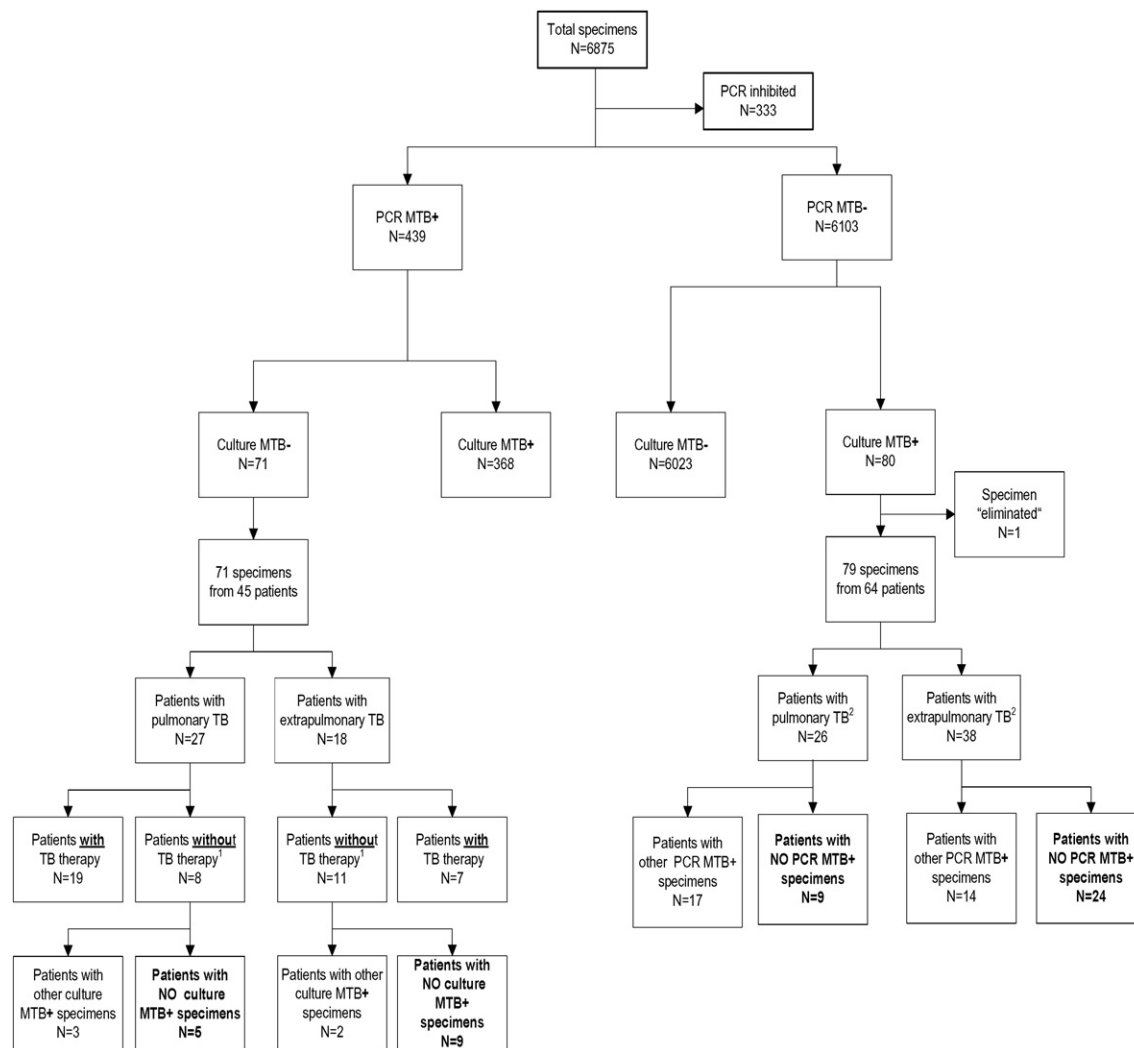 Total specimens
N=6875
PCR inhibited
N=333
PCR MTB+
N=439
PCR MTB-
N=6103
Culture MTB-
N=71
Culture MTB+
N=368
Culture MTB-
N=6023
Culture MTB+
N=80
Specimen
"eliminated"
N=1
71 specimens
from 45 patients
79 specimens
from 64 patients
Patients with
pulmonary TB
N=27
Patients with
extrapulmonary TB
N=18
Patients with
pulmonary TB²
N=26
Patients with
extrapulmonary TB²
N=38
Patients with
TB therapy
N=19
Patients without
TB therapy¹
N=8
Patients without
TB therapy¹
N=11
Patients with
TB therapy
N=7
Patients with
other PCR MTB+
specimens
N=17
Patients with
NO PCR MTB+
specimens
N=9
Patients with
other PCR MTB+
specimens
N=14
Patients with
NO PCR MTB+
specimens
N=24
Patients with
other culture
MTB+ specimens
N=3
Patients with
NO culture
MTB+ specimens
N=5
Patients with other
culture MTB+
specimens
N=2
Patients with
NO culture
MTB+
specimens
N=9